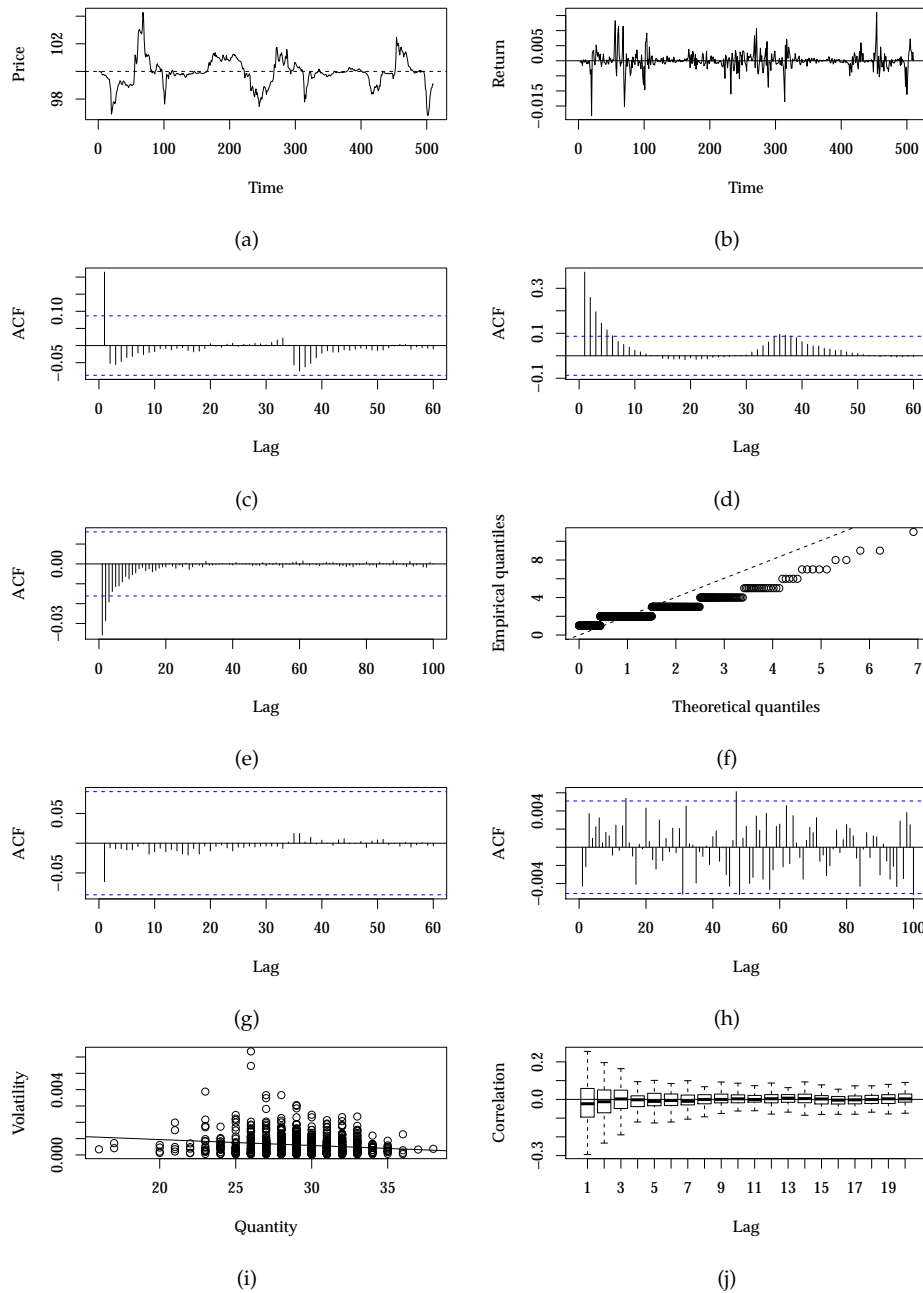 Price
98
102
0
100
200
300
400
500
Time
(a)
Return
−0.015
0.005
0
100
200
300
400
500
Time
(b)
ACF
−0.05
0.10
0
10
20
30
40
50
60
Lag
(c)
ACF
−0.1
0.1
0.3
0
10
20
30
40
50
60
Lag
(d)
ACF
−0.03
0.00
0
20
40
60
80
100
Lag
(e)
Empirical quantiles
0
4
8
0
1
2
3
4
5
6
7
Theoretical quantiles
(f)
ACF
−0.05
0.05
0
10
20
30
40
50
60
Lag
(g)
ACF
−0.004
0.004
0
20
40
60
80
100
Lag
(h)
Volatility
0.000
0.004
20
25
30
35
Quantity
(i)
Correlation
−0.3
0.2
1
3
5
7
9
11
13
15
17
19
Lag
(j)